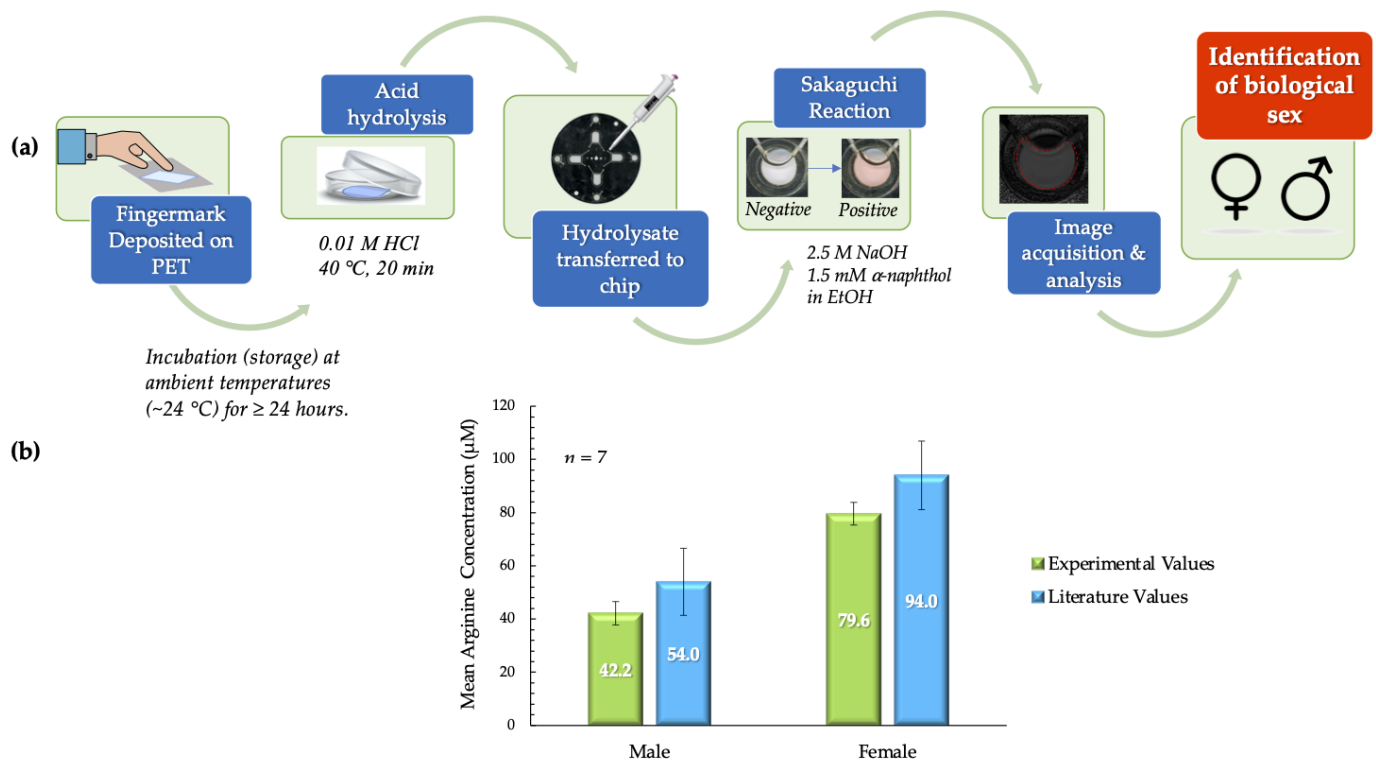 (a)
Fingermark
Deposited on
PET
Incubation (storage) at
ambient temperatures
(~24 °C) for ≥ 24 hours.
Acid
hydrolysis
0.01 M HCl
40 °C, 20 min
Hydrolysate
transferred to
chip
Sakaguchi
Reaction
Negative
Positive
2.5 M NaOH
1.5 mM α-naphthol
in EtOH
Image
acquisition &
analysis
Identification
of biological
sex
(b)
Mean Arginine Concentration (µM)
120
100
80
60
40
20
0
n = 7
42.2
54.0
79.6
94.0
Male
Female
Experimental Values
Literature Values